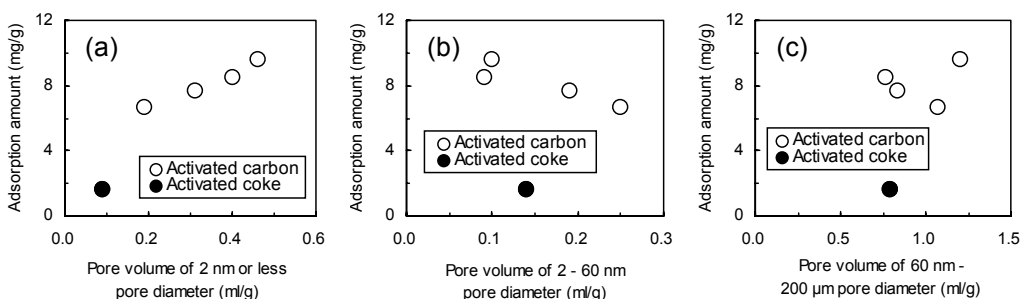 (a)
Adsorption amount (mg/g)
12
8
4
0
0.0 0.2 0.4 0.6
Activated carbon
Activated coke
Pore volume of 2 nm or less
pore diameter (ml/g)
(b)
Adsorption amount (mg/g)
12
8
4
0
0.0 0.1 0.2 0.3
Activated carbon
Activated coke
Pore volume of 2 - 60 nm
pore diameter (ml/g)
(c)
Adsorption amount (mg/g)
12
8
4
0
0.0 0.5 1.0 1.5
Activated carbon
Activated coke
Pore volume of 60 nm -
200 µm pore diameter (ml/g)